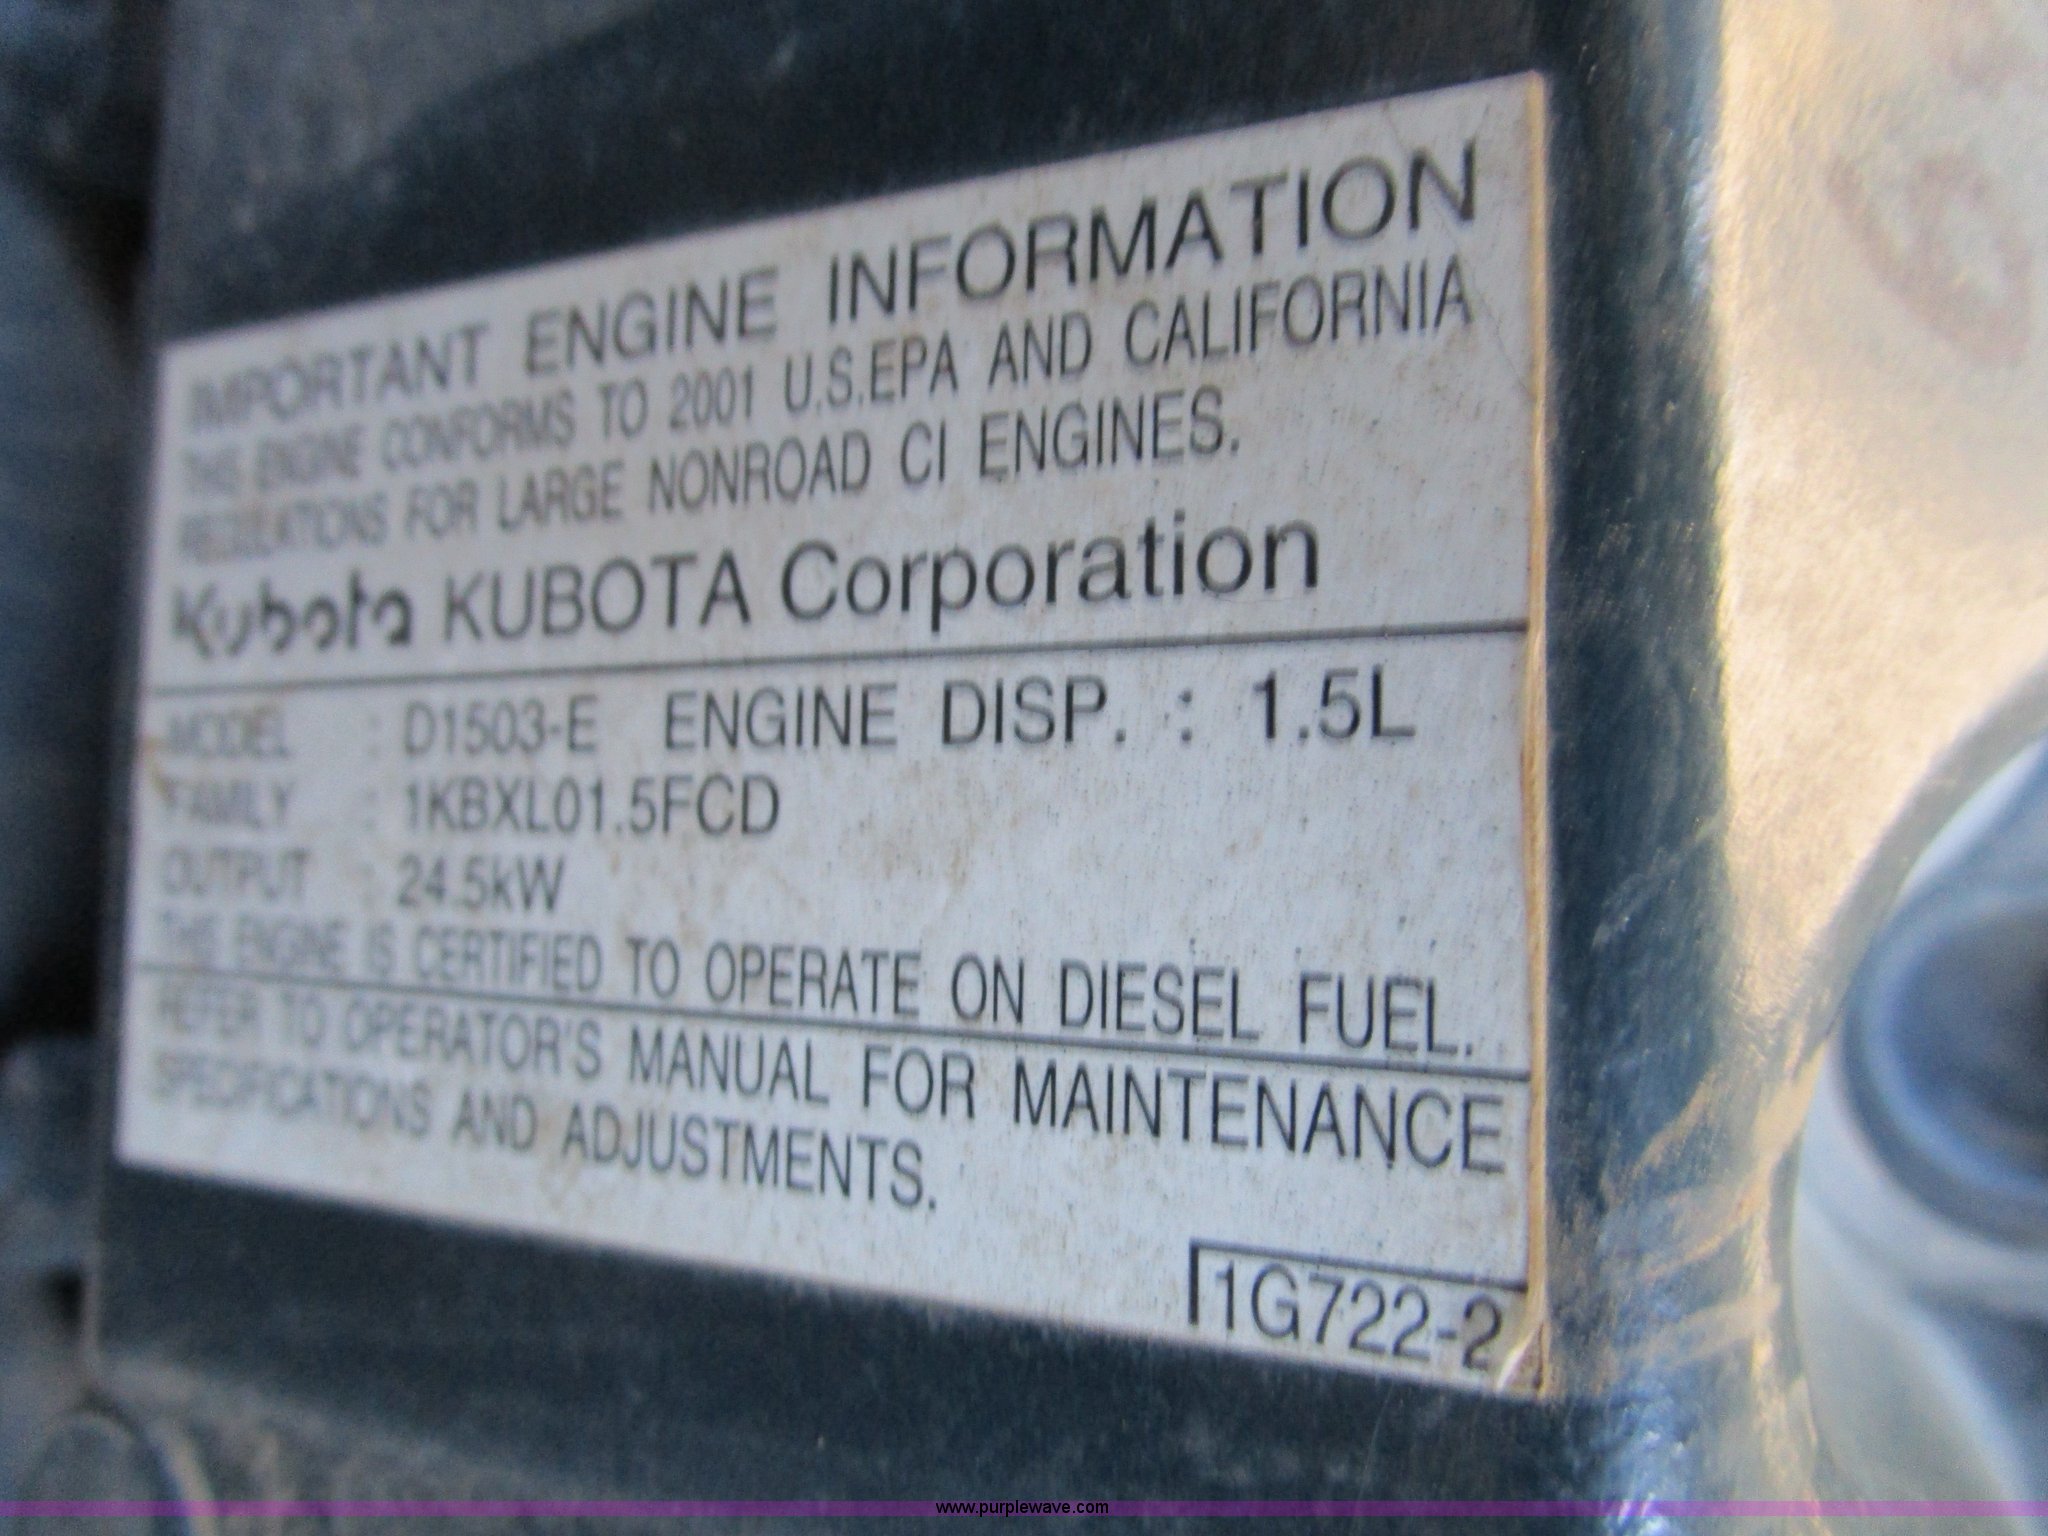 IMPORTANT ENGINE INFORMATION
THIS ENGINE CONFORMS TO 2001 U.S.EPA AND CALIFORNIA
REGULATIONS FOR LARGE NONROAD CI ENGINES.
Kubota KUBOTA Corporation
MODEL : D1503-E ENGINE DISP. : 1.5L
FAMILY : 1KBXL01.5FCD
OUTPUT : 24.5kW
THIS ENGINE IS CERTIFIED TO OPERATE ON DIESEL FUEL.
REFER TO OPERATOR'S MANUAL FOR MAINTENANCE
SPECIFICATIONS AND ADJUSTMENTS.
1G722-2
www.purplewave.com